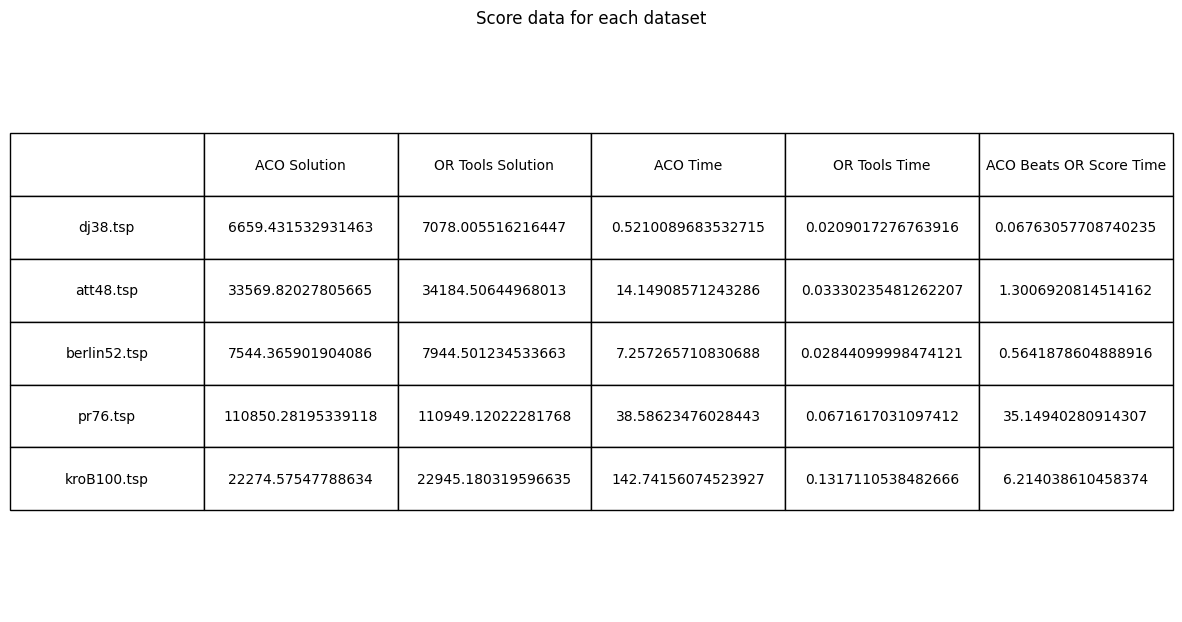 Score data for each dataset
ACO Solution OR Tools Solution ACO Time OR Tools Time ACO Beats OR Score Time
dj38.tsp 6659.431532931463 7078.005516216447 0.5210089683532715 0.0209017276763916 0.06763057708740235
att48.tsp 33569.82027805665 34184.50644968013 14.14908571243286 0.03330235481262207 1.3006920814514162
berlin52.tsp 7544.365901904086 7944.501234533663 7.257265710830688 0.02844099998474121 0.5641878604888916
pr76.tsp 110850.28195339118 110949.12022281768 38.58623476028443 0.0671617031097412 35.14940280914307
kroB100.tsp 22274.57547788634 22945.180319596635 142.74156074523927 0.1317110538482666 6.214038610458374